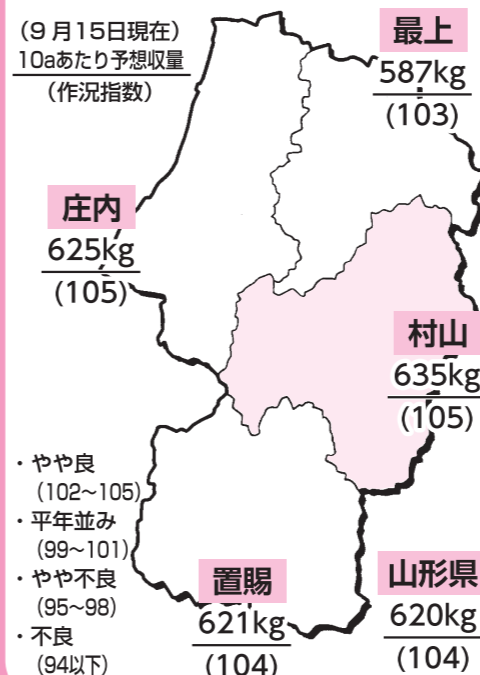 (9月15日現在)
10aあたり予想収量
(作況指数)
最上
587kg
(103)
庄内
625kg
(105)
村山
635kg
(105)
・やや良
(102~105)
・平年並み
(99~101)
・やや不良
(95~98)
・不良
(94以下)
置賜
621kg
(104)
山形県
620kg
(104)